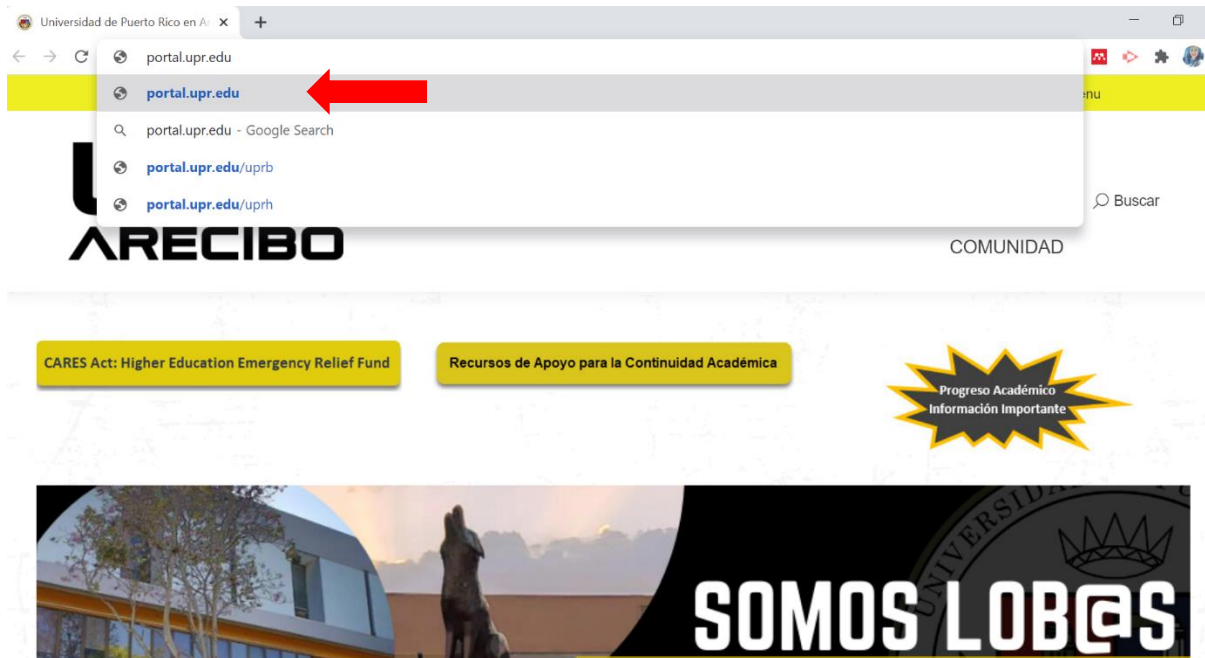 Universidad de Puerto Rico en Ar
portal.upr.edu
portal.upr.edu
portal.upr.edu - Google Search
portal.upr.edu/uprb
portal.upr.edu/uprh
enu
Buscar
ARECIBO
COMUNIDAD
CARES Act: Higher Education Emergency Relief Fund
Recursos de Apoyo para la Continuidad Académica
Progreso Académico
Información Importante
SOMOS LOB@S